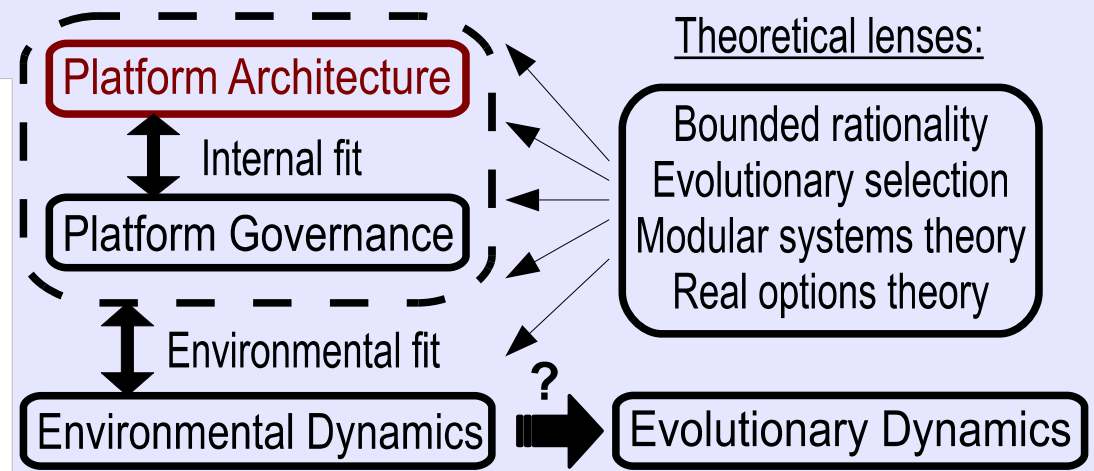 Platform Architecture
Internal fit
Platform Governance
Environmental fit
Environmental Dynamics
Theoretical lenses:
Bounded rationality
Evolutionary selection
Modular systems theory
Real options theory
?
Evolutionary Dynamics